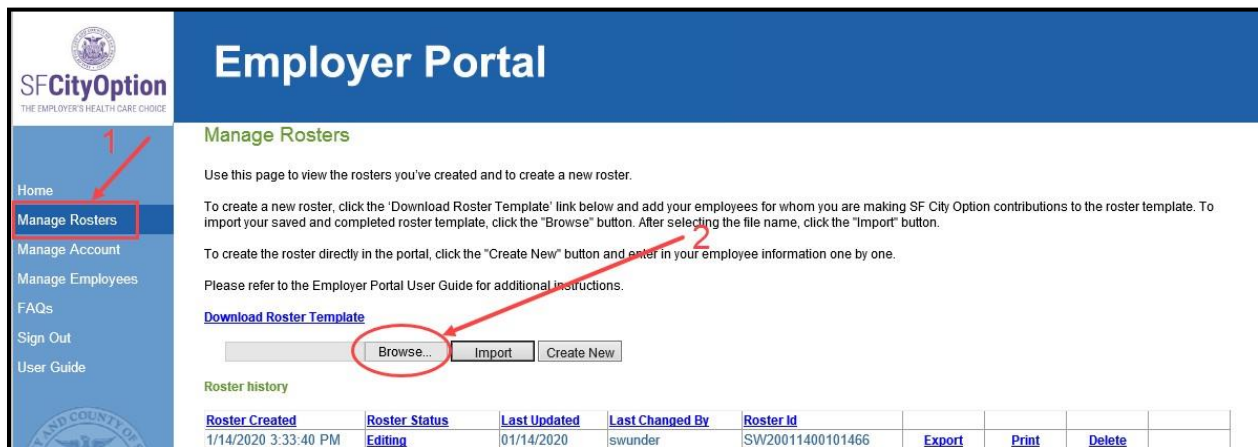 SFCityOption
THE EMPLOYER'S HEALTH CARE CHOICE
Employer Portal
1
Home
Manage Rosters
Manage Account
Manage Employees
FAQs
Sign Out
User Guide
AND COUNTY OF
Manage Rosters
Use this page to view the rosters you've created and to create a new roster.
To create a new roster, click the 'Download Roster Template' link below and add your employees for whom you are making SF City Option contributions to the roster template. To
import your saved and completed roster template, click the "Browse" button. After selecting the file name, click the "Import" button.
2
To create the roster directly in the portal, click the "Create New" button and enter in your employee information one by one.
Please refer to the Employer Portal User Guide for additional instructions.
Download Roster Template
Browse... Import Create New
Roster history
Roster Created Roster Status Last Updated Last Changed By Roster Id
1/14/2020 3:33:40 PM Editing 01/14/2020 swunder SW20011400101466 Export Print Delete